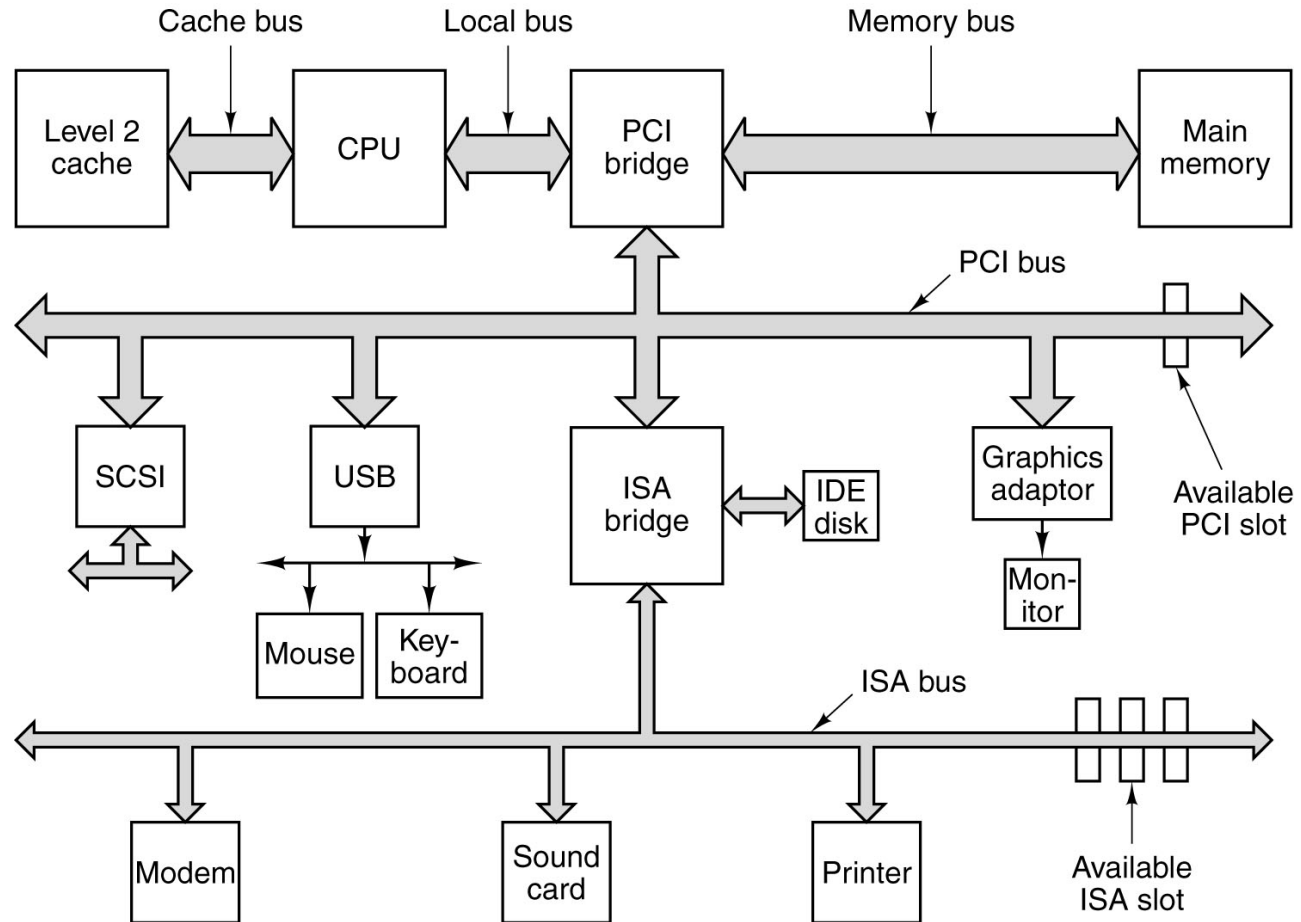 Cache bus
Local bus
Memory bus
Level 2
cache
CPU
PCI
bridge
Main
memory
PCI bus
SCSI
USB
ISA
bridge
IDE
disk
Graphics
adaptor
Available
PCI slot
Mon-
itor
Mouse
Key-
board
ISA bus
Modem
Sound
card
Printer
Available
ISA slot